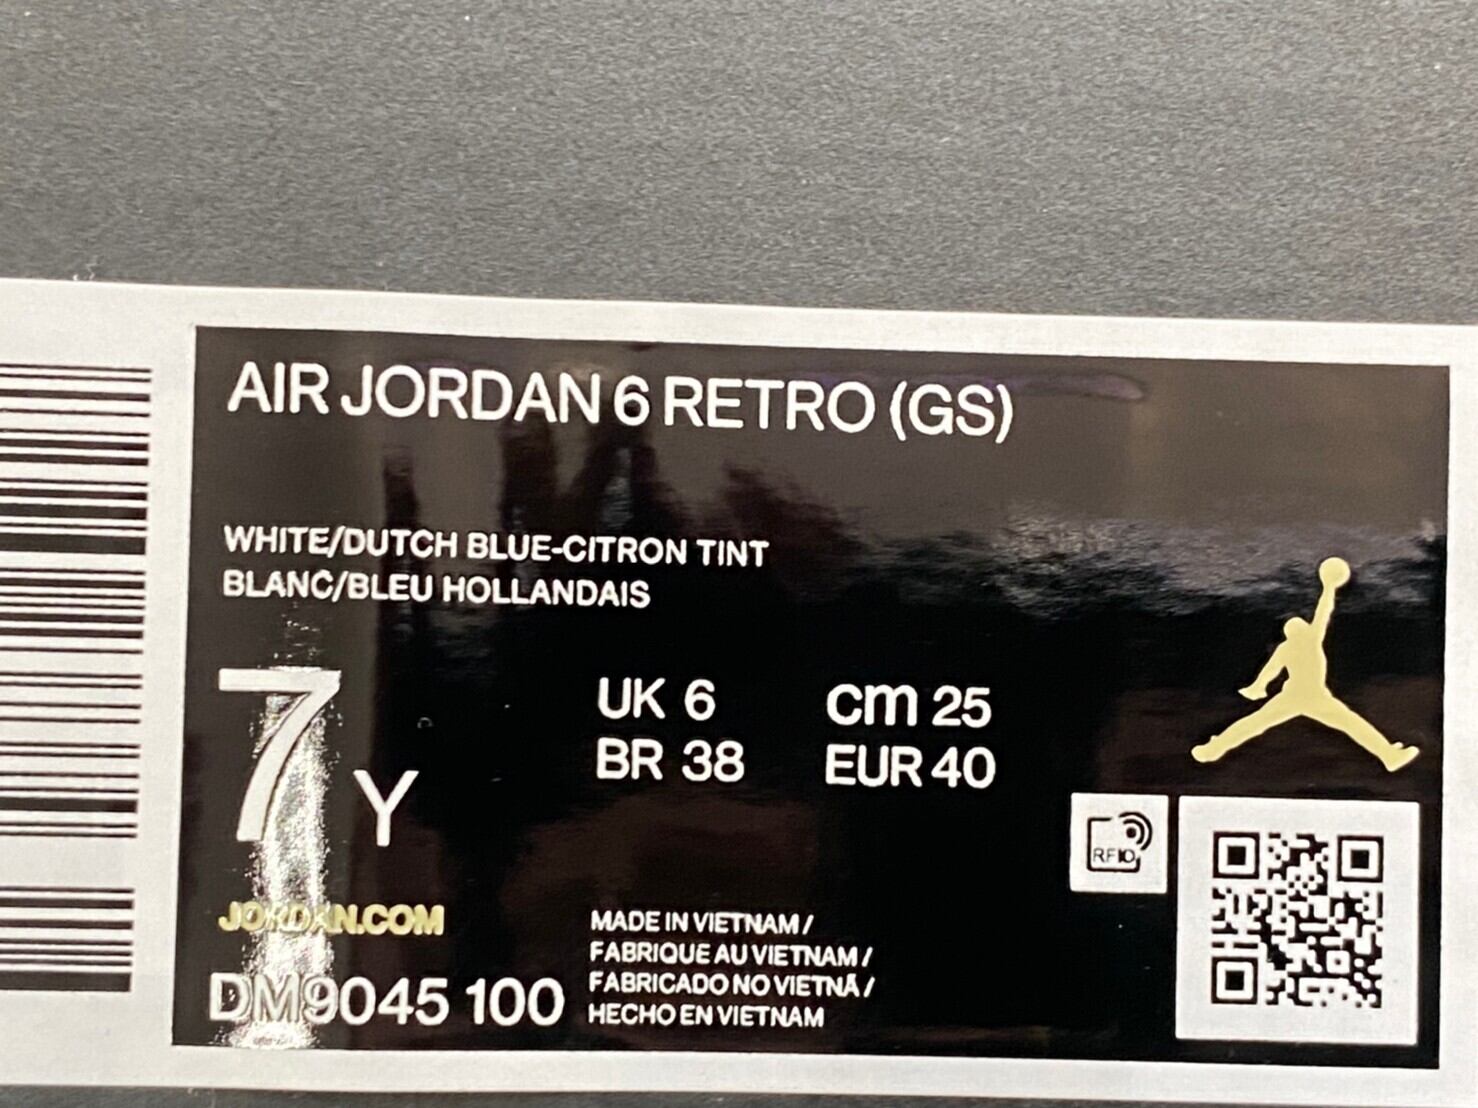 AIR JORDAN 6 RETRO (GS)
WHITE/DUTCH BLUE-CITRON TINT
BLANC/BLEU HOLLANDAIS
7 Y
UK 6
BR 38
cm 25
EUR 40
RFID
JORDAN.COM
DM9045 100
MADE IN VIETNAM /
FABRIQUE AU VIETNAM /
FABRICADO NO VIETNÃ /
HECHO EN VIETNAM